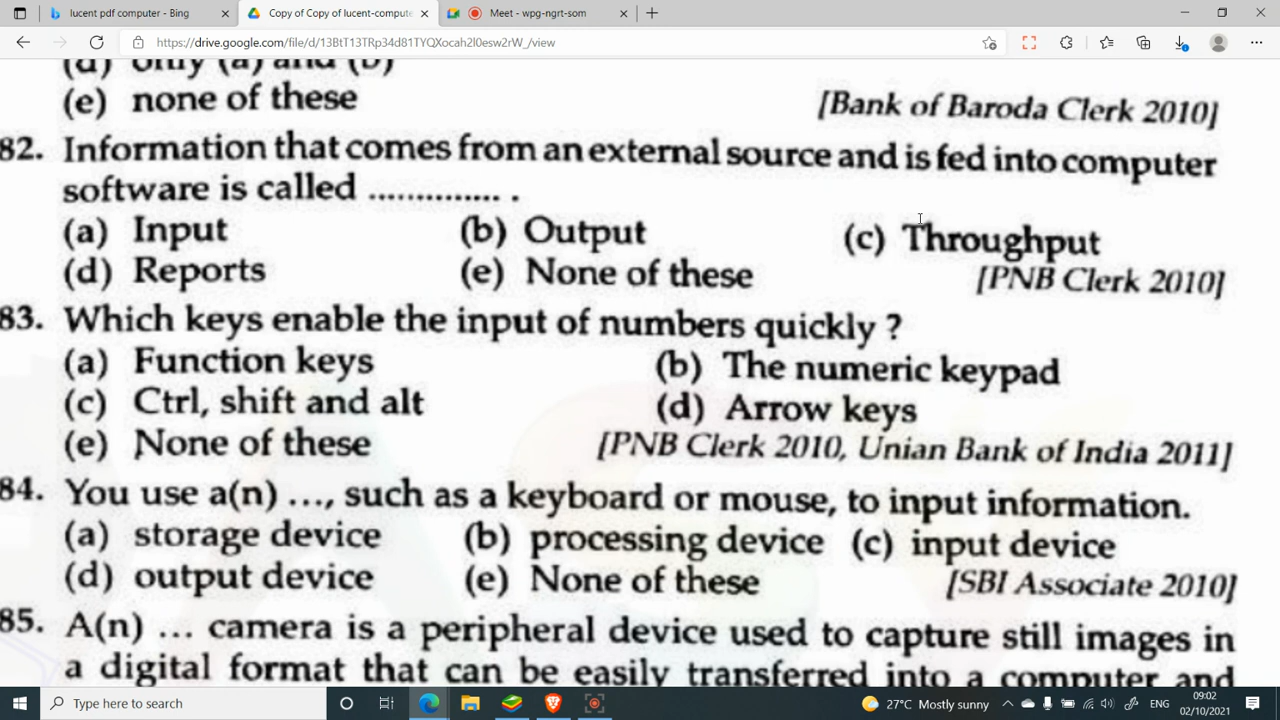 lucent pdf computer - Bing
Copy of Copy of lucent-compute
Meet - wpg-ngrt-som
https://drive.google.com/file/d/13BtT13TRp34d81TYQXocah2l0esw2rW_/view
(d) only (a) and (b)
(e) none of these [Bank of Baroda Clerk 2010]
82. Information that comes from an external source and is fed into computer
software is called ............... .
(a) Input (b) Output (c) Throughput
(d) Reports (e) None of these [PNB Clerk 2010]
83. Which keys enable the input of numbers quickly ?
(a) Function keys (b) The numeric keypad
(c) Ctrl, shift and alt (d) Arrow keys
(e) None of these [PNB Clerk 2010, Unian Bank of India 2011]
84. You use a(n) ..., such as a keyboard or mouse, to input information.
(a) storage device (b) processing device (c) input device
(d) output device (e) None of these [SBI Associate 2010]
85. A(n) ... camera is a peripheral device used to capture still images in
a digital format that can be easily transferred into a computer and
Type here to search
27°C Mostly sunny
ENG
09:02
02/10/2021